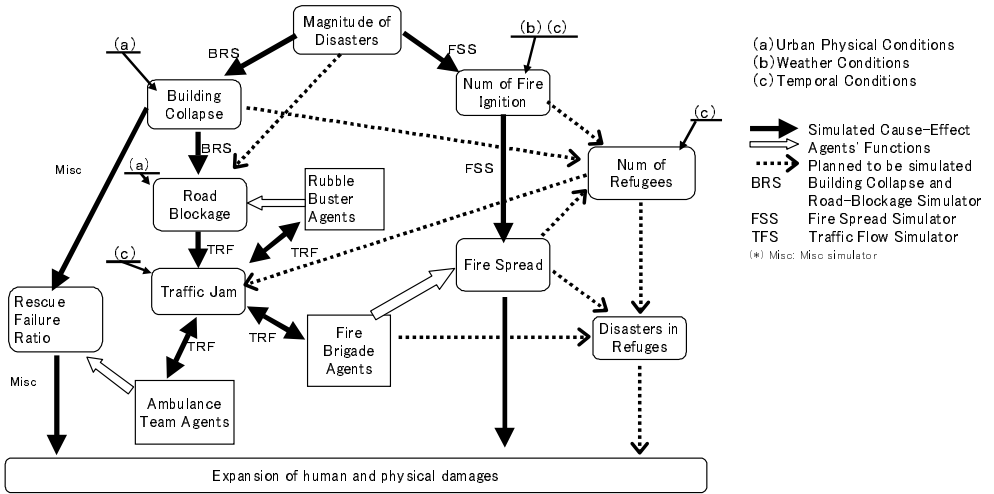 Magnitude of
Disasters
(a)
BRS
FSS
(b) (c)
Building
Collapse
Num of Fire
Ignition
(c)
Misc
BRS
(a)
FSS
Num of
Refugees
Road
Blockage
Rubble
Buster
Agents
TRF
TRF
(c)
Traffic Jam
Fire Spread
Rescue
Failure
Ratio
TRF
TRF
Fire
Brigade
Agents
Disasters in
Refuges
Misc
Ambulance
Team Agents
Expansion of human and physical damages
(a) Urban Physical Conditions
(b) Weather Conditions
(c) Temporal Conditions
Simulated Cause-Effect
Agents' Functions
Planned to be simulated
BRS Building Collapse and
Road-Blockage Simulator
FSS Fire Spread Simulator
TFS Traffic Flow Simulator
(*) Misc: Misc simulator